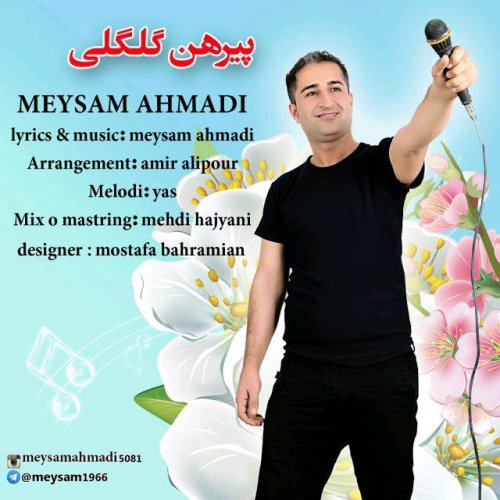 پیرهن گلگلی
MEYSAM AHMADI
lyrics & music: meysam ahmadi
Arrangement: amir alipour
Melodi: yas
Mix o mastring: mehdi hajyani
designer : mostafa bahramian
meysamahmadi5081
@meysam1966